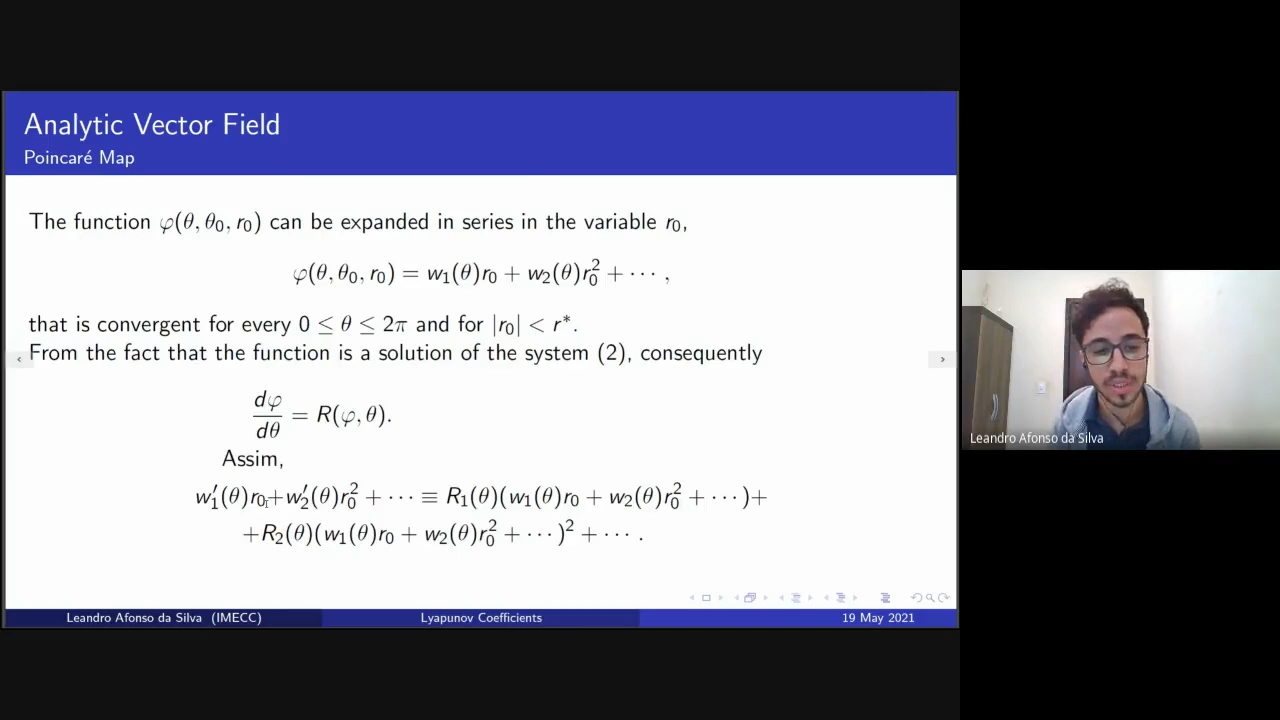 Analytic Vector Field
Poincaré Map
The function φ(θ, θ₀, r₀) can be expanded in series in the variable r₀,
φ(θ, θ₀, r₀) = w₁(θ)r₀ + w₂(θ)r₀² + ··· ,
that is convergent for every 0 ≤ θ ≤ 2π and for |r₀| < r*.
From the fact that the function is a solution of the system (2), consequently
dφ/dθ = R(φ, θ).
Assim,
w₁′(θ)r₀+w₂′(θ)r₀² + ··· ≡ R₁(θ)(w₁(θ)r₀ + w₂(θ)r₀² + ···)+
+R₂(θ)(w₁(θ)r₀ + w₂(θ)r₀² + ···)² + ··· .
Leandro Afonso da Silva (IMECC)
Lyapunov Coefficients
19 May 2021
Leandro Afonso da Silva